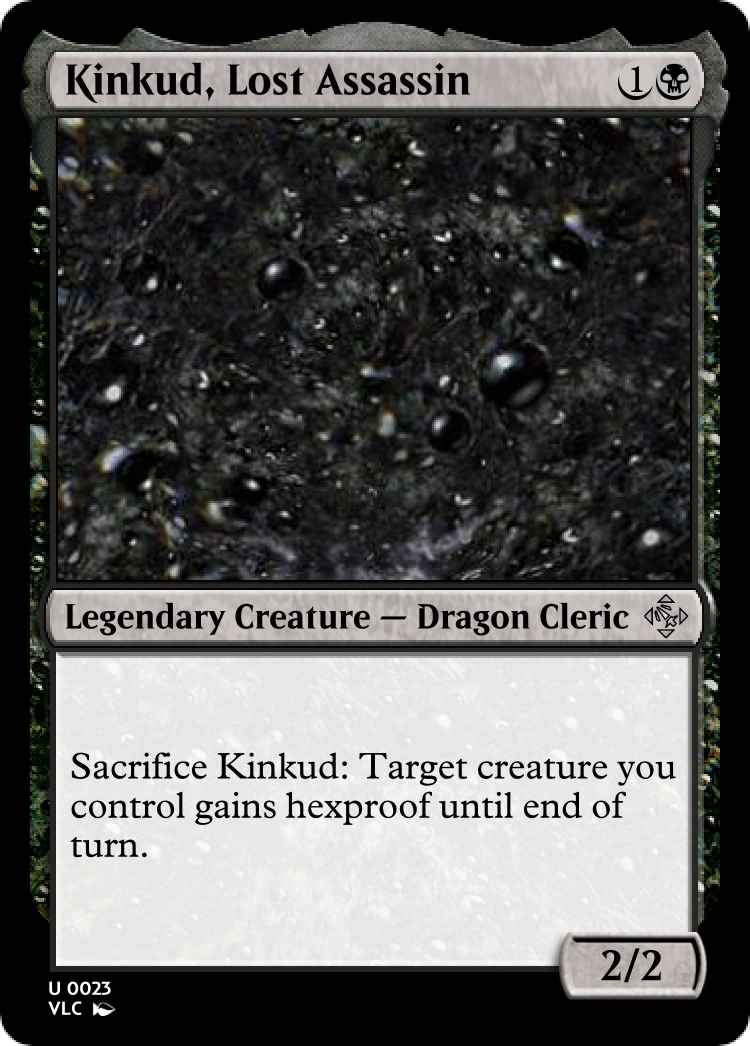 Kinkud, Lost Assassin 1
Legendary Creature — Dragon Cleric
Sacrifice Kinkud: Target creature you
control gains hexproof until end of
turn.
2/2
U 0023
VLC